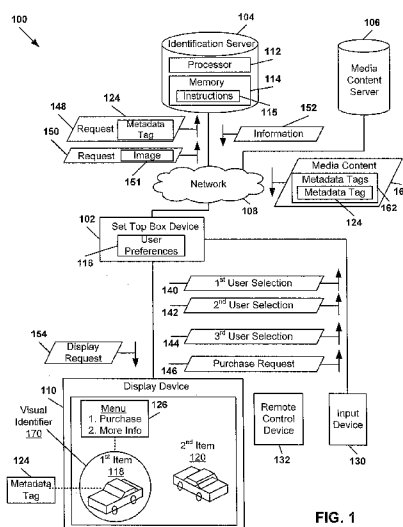 100
104
106
Identification Server
Processor
112
Memory
114
Instructions
115
Media
Content
Server
124
148
Request
Metadata
Tag
152
150
Request
Image
151
Information
Network
108
Media Content
Metadata Tags
Metadata Tag
162
124
102
Set Top Box Device
User
Preferences
116
140
1st User Selection
142
2nd User Selection
154
144
3rd User Selection
Display
Request
146
Purchase Request
Display Device
110
Menu
1. Purchase
2. More Info
126
Visual
Identifier
170
1st Item
118
2nd Item
120
Remote
Control
Device
132
Input
Device
130
124
Metadata
Tag
FIG. 1